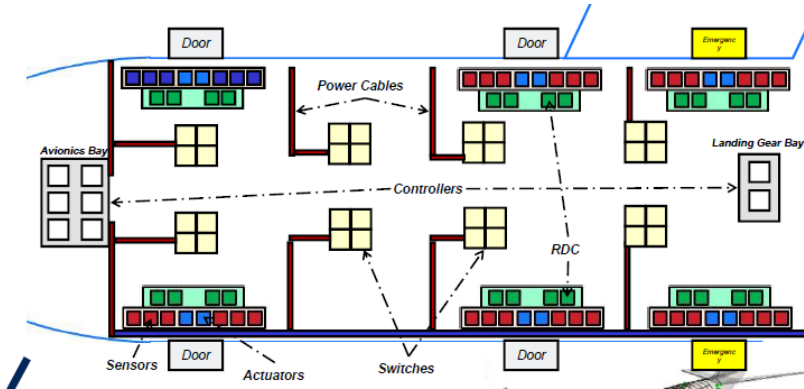 Door
Door
Emergenc
y
Power Cables
Avionics Bay
Landing Gear Bay
Controllers
RDC
Sensors
Door
Actuators
Switches
Door
Emergenc
y